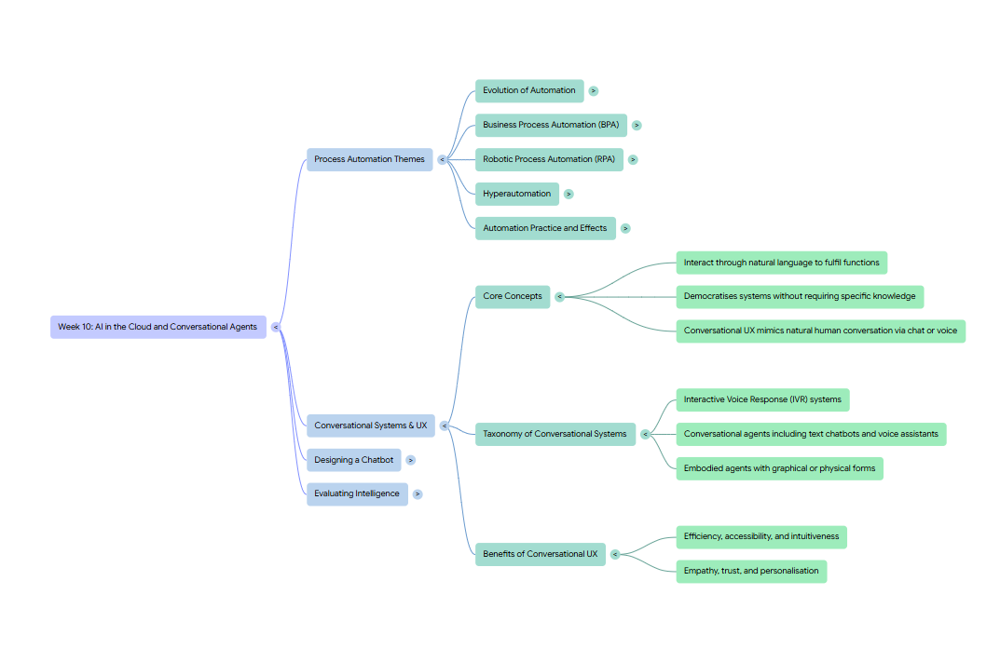 Week 10: AI in the Cloud and Conversational Agents <
Process Automation Themes <
Evolution of Automation >
Business Process Automation (BPA) >
Robotic Process Automation (RPA) >
Hyperautomation >
Automation Practice and Effects >
Conversational Systems & UX <
Core Concepts <
Interact through natural language to fulfil functions
Democratises systems without requiring specific knowledge
Conversational UX mimics natural human conversation via chat or voice
Taxonomy of Conversational Systems <
Interactive Voice Response (IVR) systems
Conversational agents including text chatbots and voice assistants
Embodied agents with graphical or physical forms
Benefits of Conversational UX <
Efficiency, accessibility, and intuitiveness
Empathy, trust, and personalisation
Designing a Chatbot >
Evaluating Intelligence >